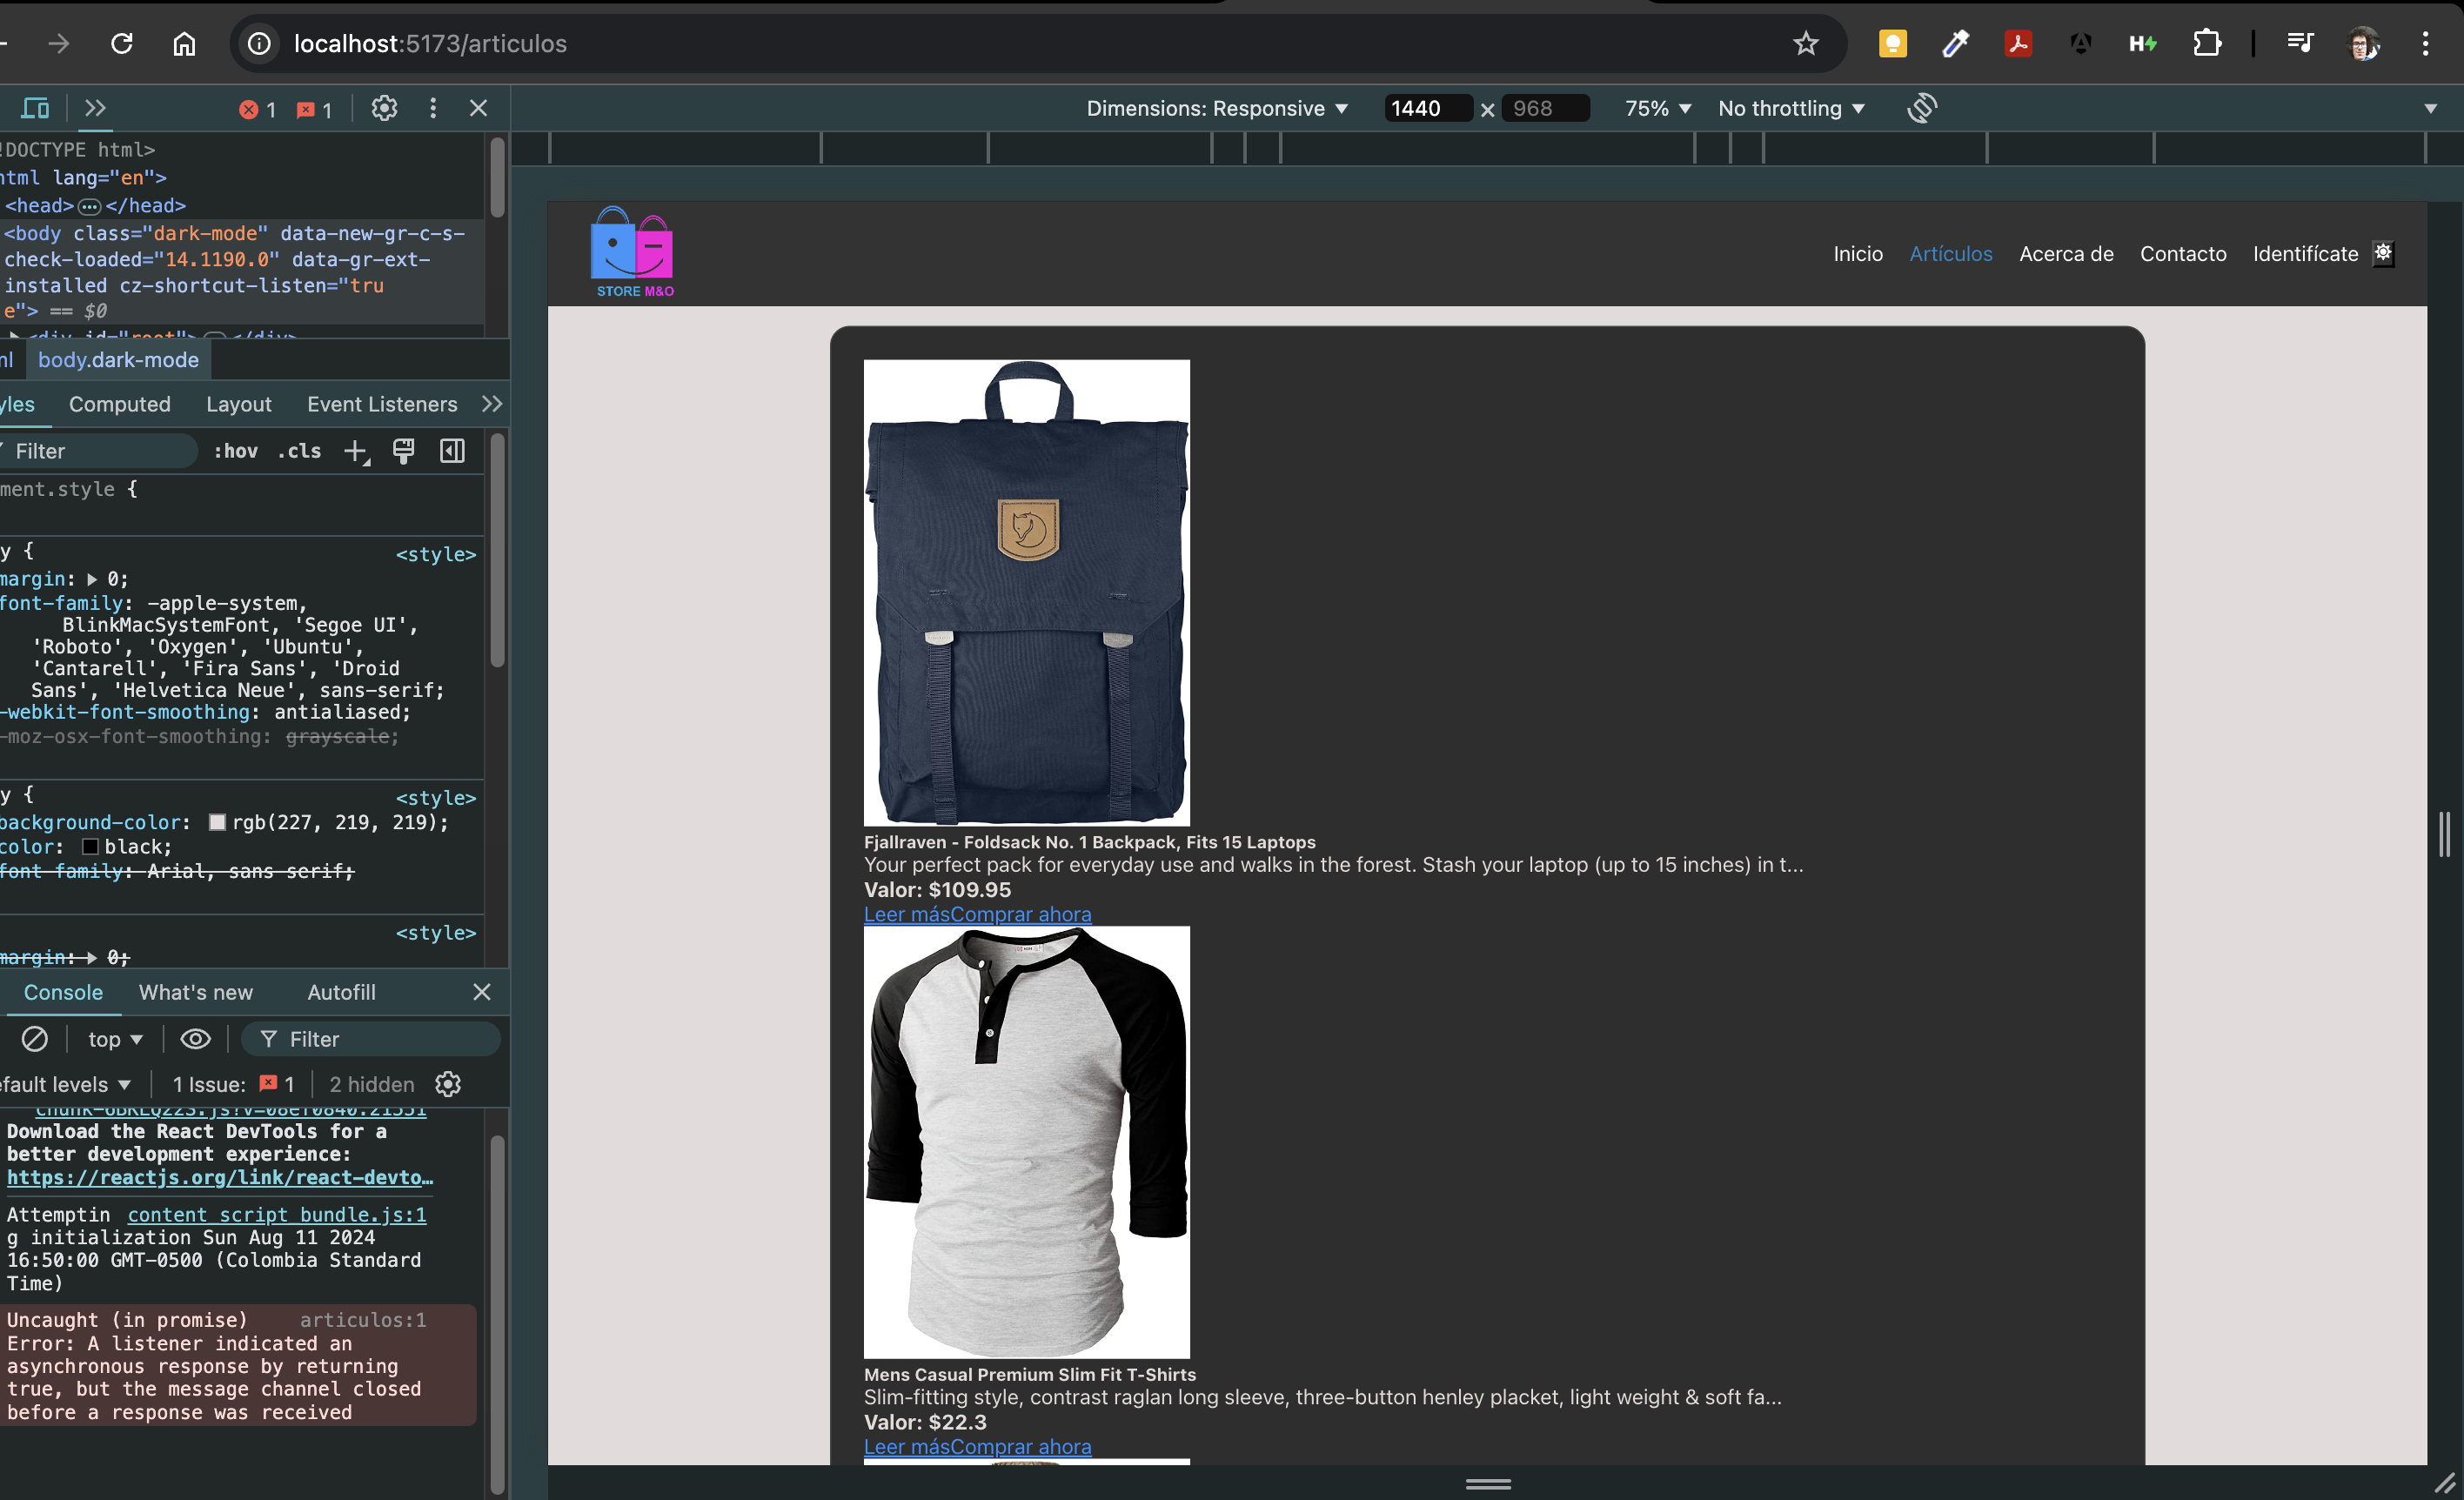 localhost:5173/articulos
1 1
Dimensions: Responsive 1440 × 968 75% No throttling
!DOCTYPE html>
html lang="en">
<head> </head>
<body class="dark-mode" data-new-gr-c-s-
check-loaded="14.1190.0" data-gr-ext-
installed cz-shortcut-listen="tru
e"> == $0
<div id="root"> </div>
ml body.dark-mode
yles Computed Layout Event Listeners
Filter :hov .cls
ment.style {
y { <style>
margin: 0;
font-family: -apple-system,
BlinkMacSystemFont, 'Segoe UI',
'Roboto', 'Oxygen', 'Ubuntu',
'Cantarell', 'Fira Sans', 'Droid
Sans', 'Helvetica Neue', sans-serif;
-webkit-font-smoothing: antialiased;
-moz-osx-font-smoothing: grayscale;
y { <style>
background-color: rgb(227, 219, 219);
color: black;
font-family: Arial, sans-serif;
<style>
margin: 0;
Console What's new Autofill
top Filter
efault levels 1 Issue: 1 2 hidden
Download the React DevTools for a
better development experience:
https://reactjs.org/link/react-devto…
Attemptin content_script_bundle.js:1
g initialization Sun Aug 11 2024
16:50:00 GMT-0500 (Colombia Standard
Time)
Uncaught (in promise) articulos:1
Error: A listener indicated an
asynchronous response by returning
true, but the message channel closed
before a response was received
STORE M&O
Inicio Artículos Acerca de Contacto Identifícate
Fjallraven - Foldsack No. 1 Backpack, Fits 15 Laptops
Your perfect pack for everyday use and walks in the forest. Stash your laptop (up to 15 inches) in t...
Valor: $109.95
Leer másComprar ahora
Mens Casual Premium Slim Fit T-Shirts
Slim-fitting style, contrast raglan long sleeve, three-button henley placket, light weight & soft fa...
Valor: $22.3
Leer másComprar ahora